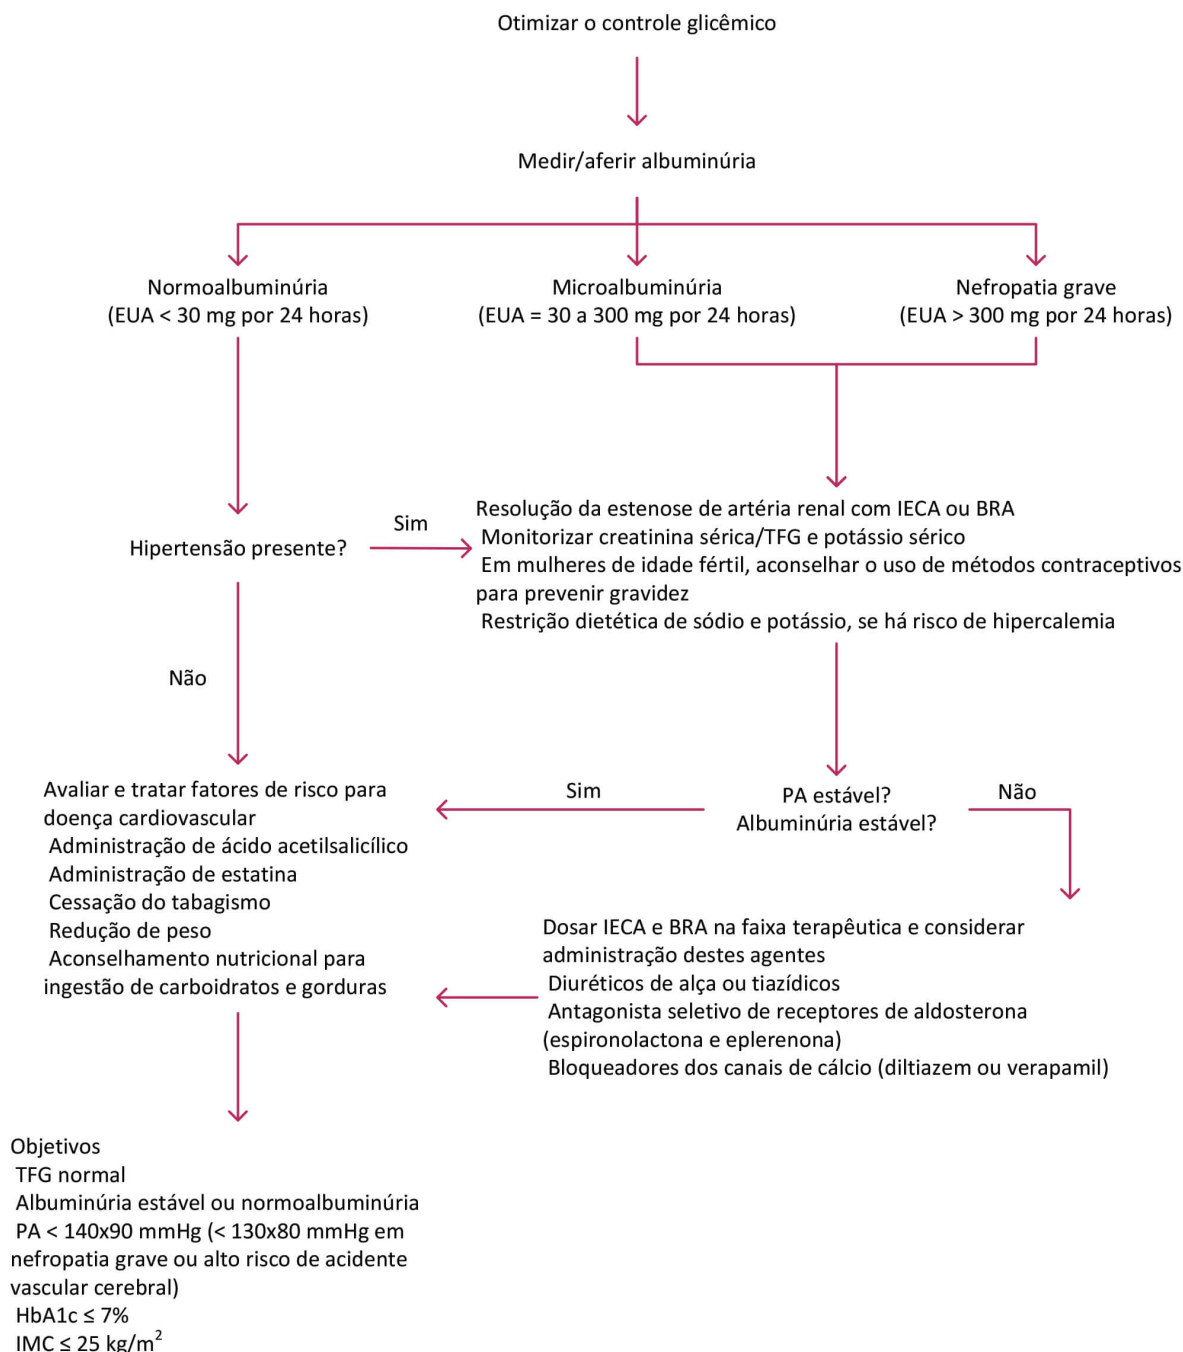 Otimizar o controle glicêmico
Medir/aferir albuminúria
Normoalbuminúria
(EUA < 30 mg por 24 horas)
Microalbuminúria
(EUA = 30 a 300 mg por 24 horas)
Nefropatia grave
(EUA > 300 mg por 24 horas)
Hipertensão presente?
Sim
Resolução da estenose de artéria renal com IECA ou BRA
Monitorizar creatinina sérica/TFG e potássio sérico
Em mulheres de idade fértil, aconselhar o uso de métodos contraceptivos
para prevenir gravidez
Restrição dietética de sódio e potássio, se há risco de hipercalemia
Não
Avaliar e tratar fatores de risco para
doença cardiovascular
Administração de ácido acetilsalicílico
Administração de estatina
Cessação do tabagismo
Redução de peso
Aconselhamento nutricional para
ingestão de carboidratos e gorduras
Sim
PA estável?
Albuminúria estável?
Não
Dosar IECA e BRA na faixa terapêutica e considerar
administração destes agentes
Diuréticos de alça ou tiazídicos
Antagonista seletivo de receptores de aldosterona
(espironolactona e eplerenona)
Bloqueadores dos canais de cálcio (diltiazem ou verapamil)
Objetivos
TFG normal
Albuminúria estável ou normoalbuminúria
PA < 140x90 mmHg (< 130x80 mmHg em
nefropatia grave ou alto risco de acidente
vascular cerebral)
HbA1c ≤ 7%
IMC ≤ 25 kg/m²